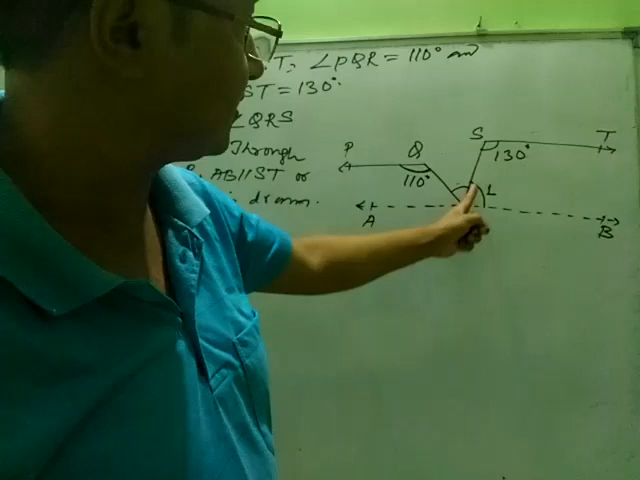 T, ∠PQR = 110° and
ST = 130°.
∠QRS
Through
AB||ST or
drawn.
P
Q
S
T
110°
130°
L
A
B